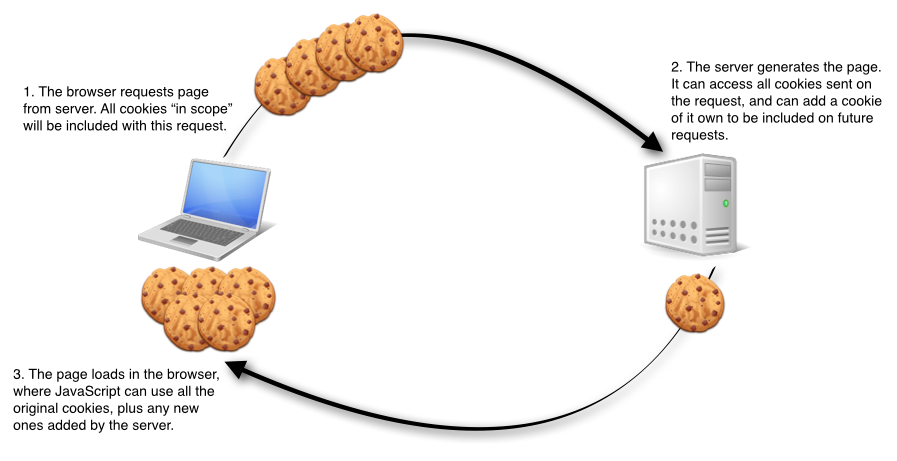 1. The browser requests page
from server. All cookies “in scope”
will be included with this request.
2. The server generates the page.
It can access all cookies sent on
the request, and can add a cookie
of it own to be included on future
requests.
3. The page loads in the browser,
where JavaScript can use all the
original cookies, plus any new
ones added by the server.